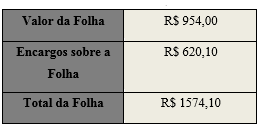 Valor da Folha R$ 954,00
Encargos sobre a R$ 620,10
Folha
Total da Folha R$ 1574,10